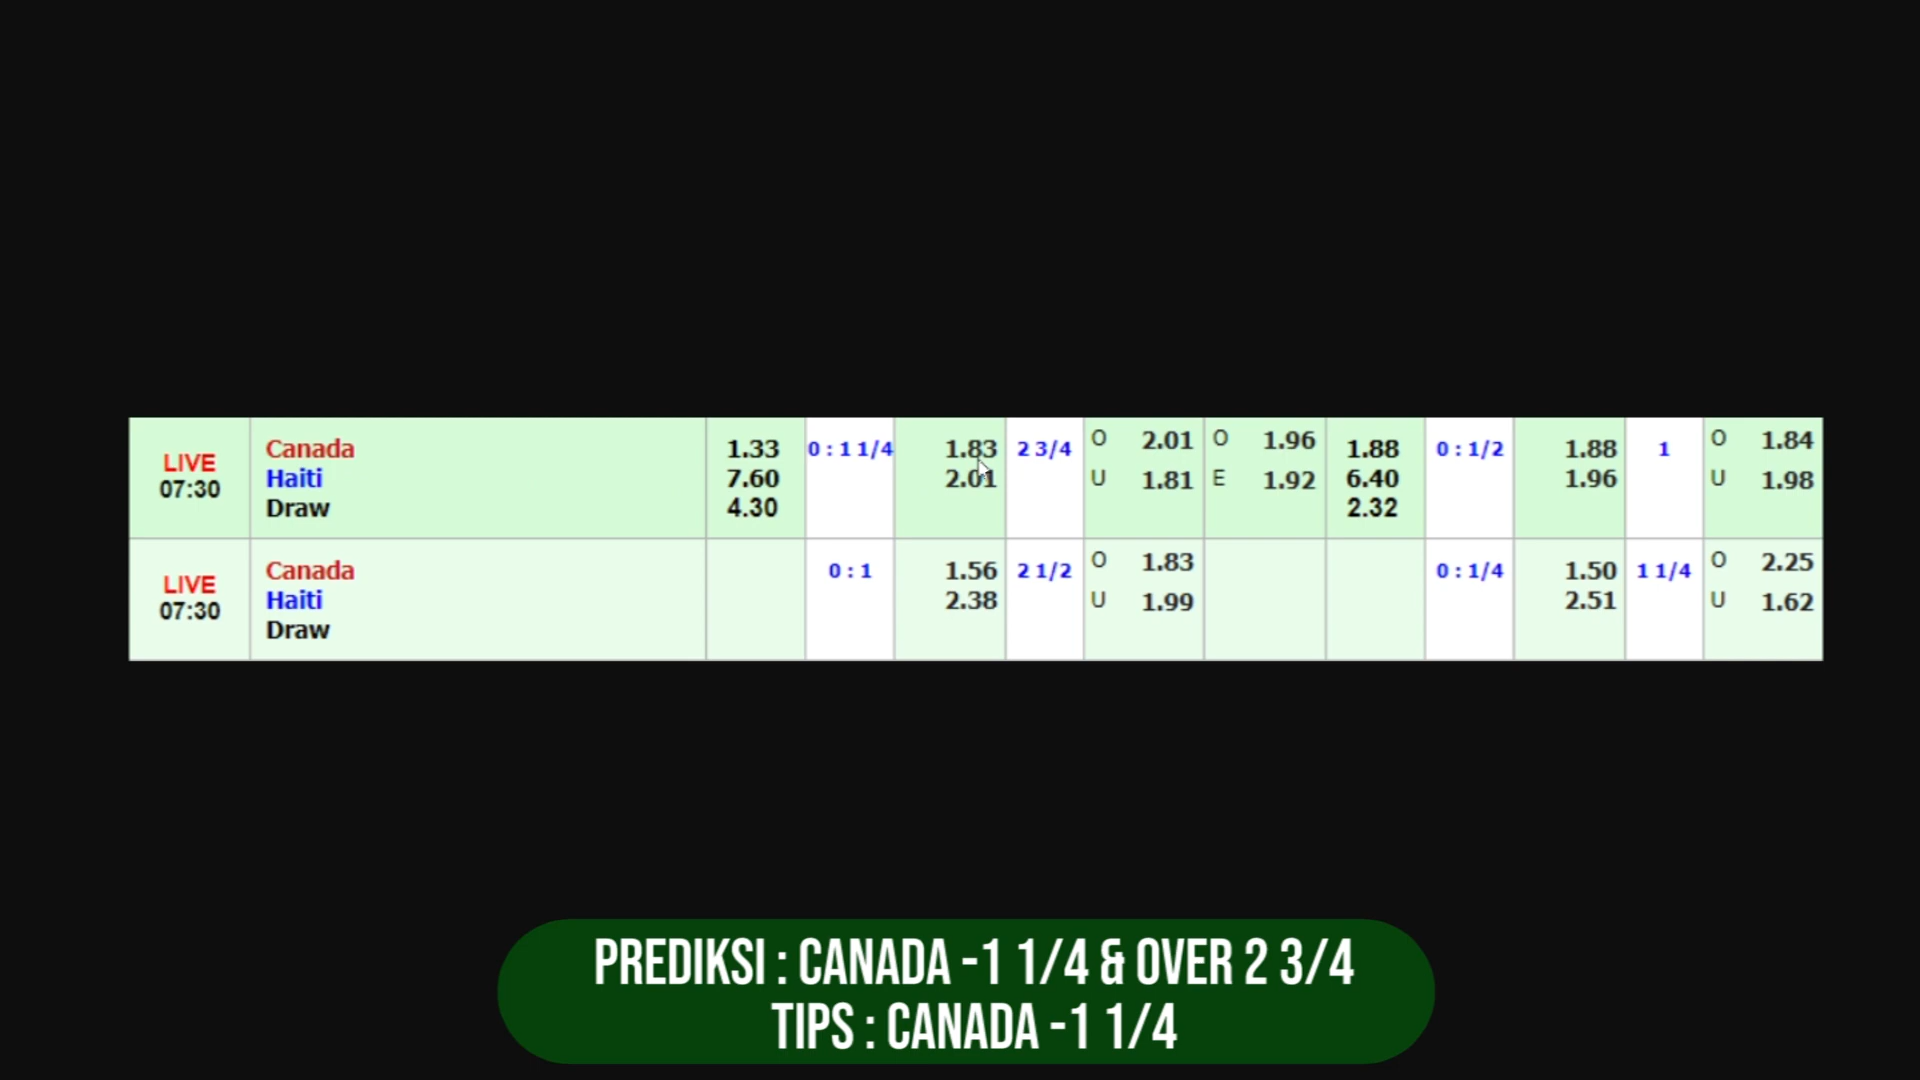 LIVE
07:30
Canada
Haiti
Draw
1.33
7.60
4.30
0 : 1 1/4
1.83
2.01
2 3/4
O 2.01
U 1.81
O 1.96
E 1.92
1.88
6.40
2.32
0 : 1/2
1.88
1.96
1
O 1.84
U 1.98
LIVE
07:30
Canada
Haiti
Draw
0 : 1
1.56
2.38
2 1/2
O 1.83
U 1.99
0 : 1/4
1.50
2.51
1 1/4
O 2.25
U 1.62
PREDIKSI : CANADA -1 1/4 & OVER 2 3/4
TIPS : CANADA -1 1/4